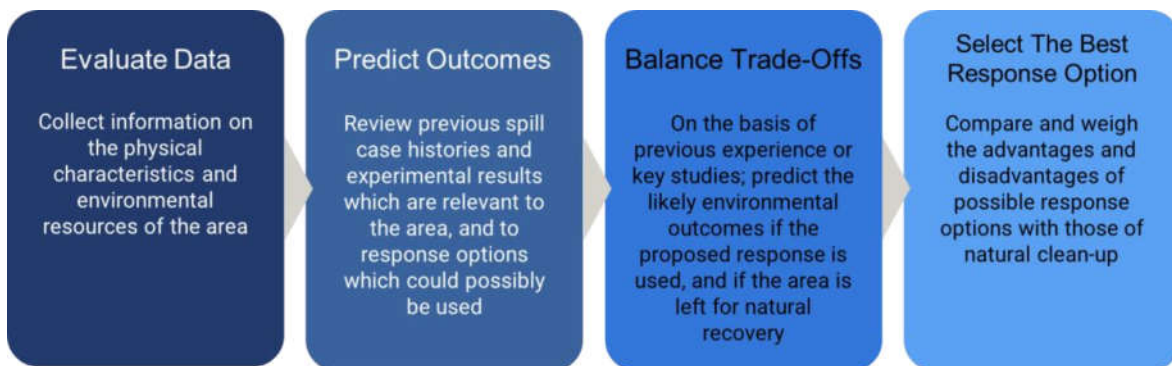 Evaluate Data
Collect information on
the physical
characteristics and
environmental
resources of the area
Predict Outcomes
Review previous spill
case histories and
experimental results
which are relevant to
the area, and to
response options
which could possibly
be used
Balance Trade-Offs
On the basis of
previous experience or
key studies; predict the
likely environmental
outcomes if the
proposed response is
used, and if the area is
left for natural
recovery
Select The Best
Response Option
Compare and weigh
the advantages and
disadvantages of
possible response
options with those of
natural clean-up